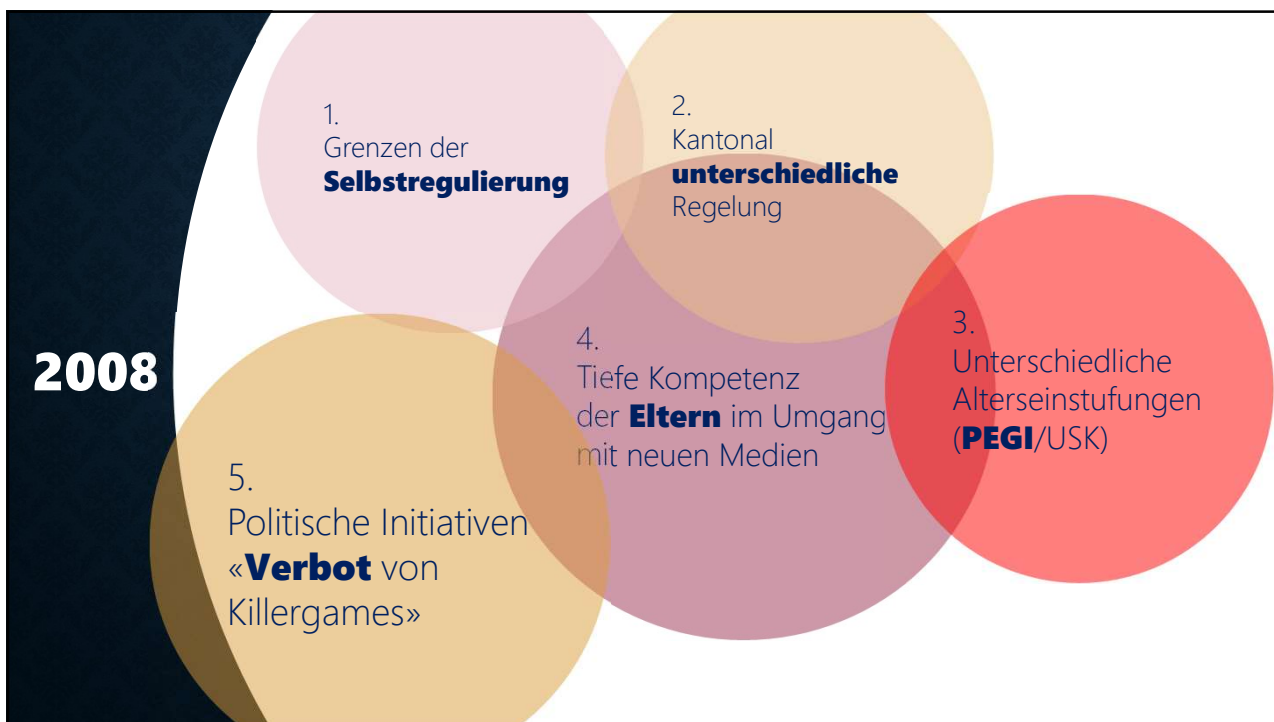 2008
1.
Grenzen der
Selbstregulierung
2.
Kantonal
unterschiedliche
Regelung
3.
Unterschiedliche
Alterseinstufungen
(PEGI/USK)
4.
Tiefe Kompetenz
der Eltern im Umgang
mit neuen Medien
5.
Politische Initiativen
«Verbot von
Killergames»